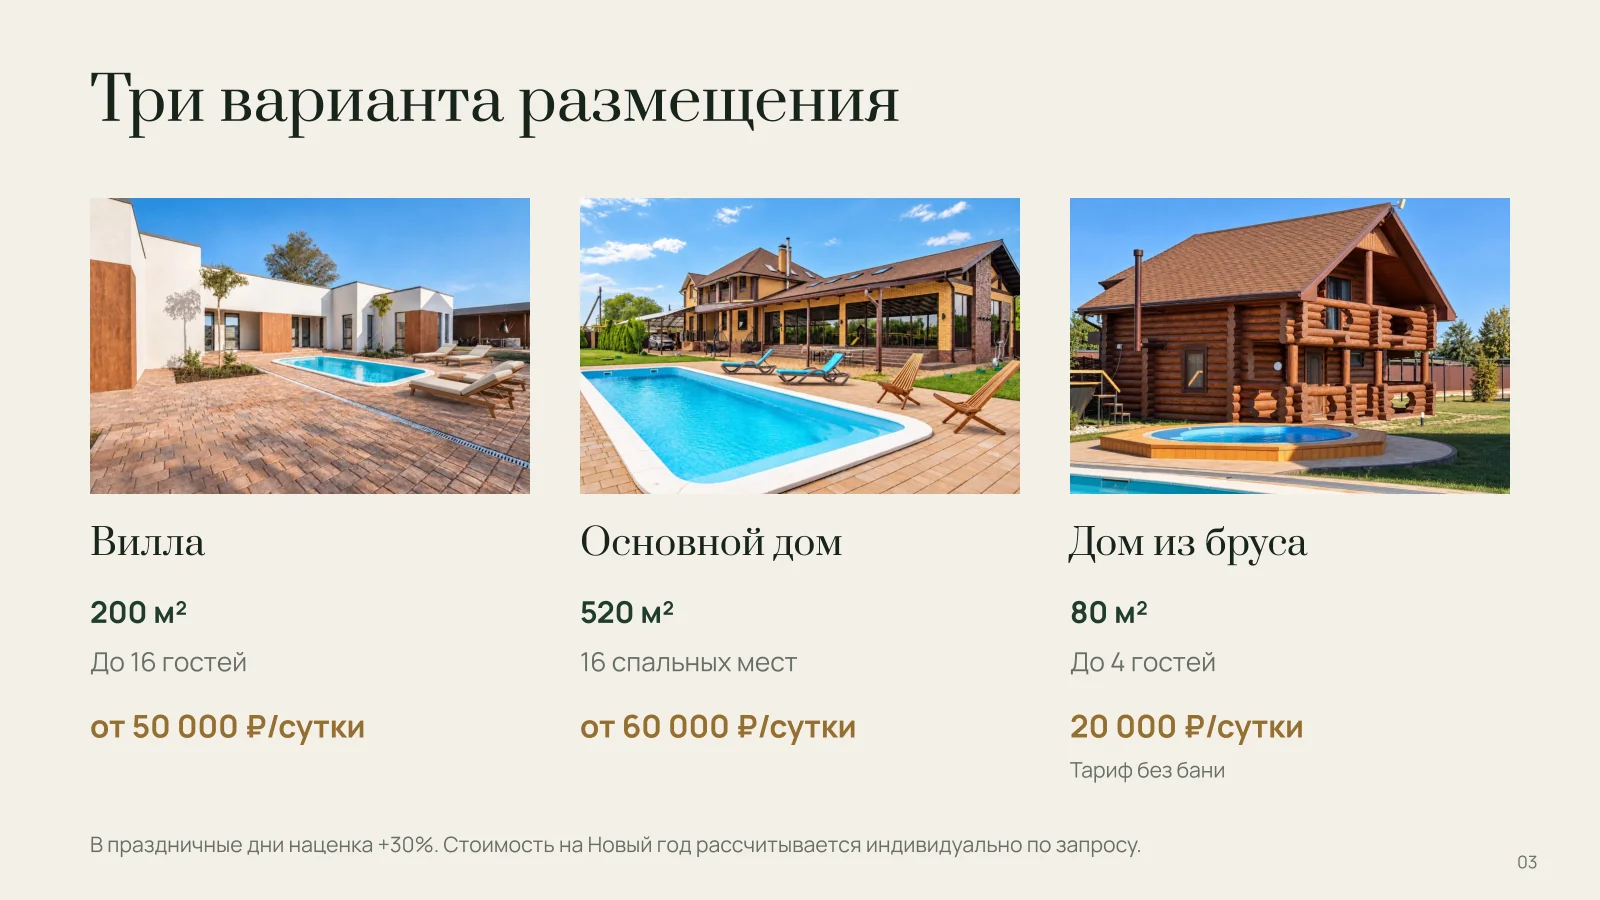 Три варианта размещения
Вилла
200 м²
До 16 гостей
от 50 000 ₽/сутки
Основной дом
520 м²
16 спальных мест
от 60 000 ₽/сутки
Дом из бруса
80 м²
До 4 гостей
20 000 ₽/сутки
Тариф без бани
В праздничные дни наценка +30%. Стоимость на Новый год рассчитывается индивидуально по запросу.
03